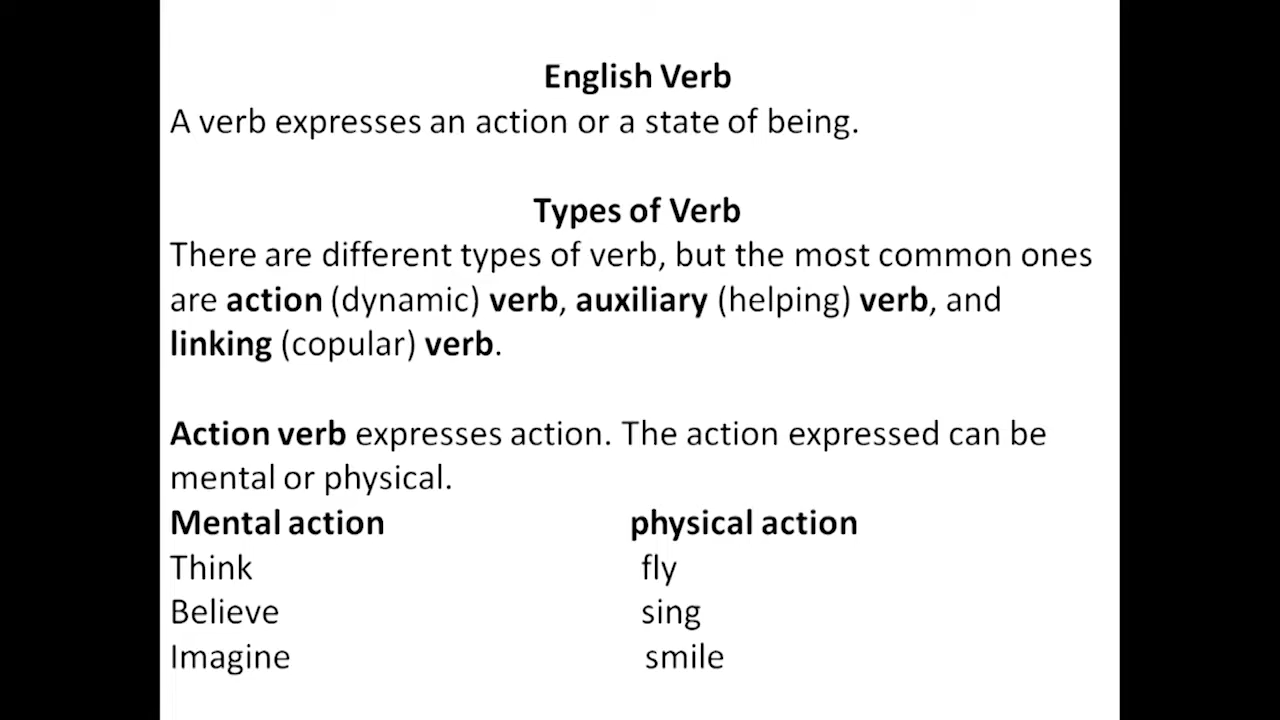 English Verb
A verb expresses an action or a state of being.
Types of Verb
There are different types of verb, but the most common ones
are action (dynamic) verb, auxiliary (helping) verb, and
linking (copular) verb.
Action verb expresses action. The action expressed can be
mental or physical.
Mental action physical action
Think fly
Believe sing
Imagine smile